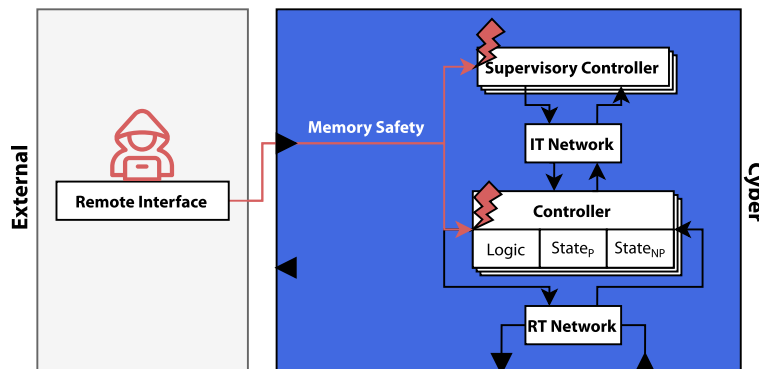 External
Remote Interface
Memory Safety
Supervisory Controller
IT Network
Controller
Logic
StateP
StateNP
RT Network
Cyber